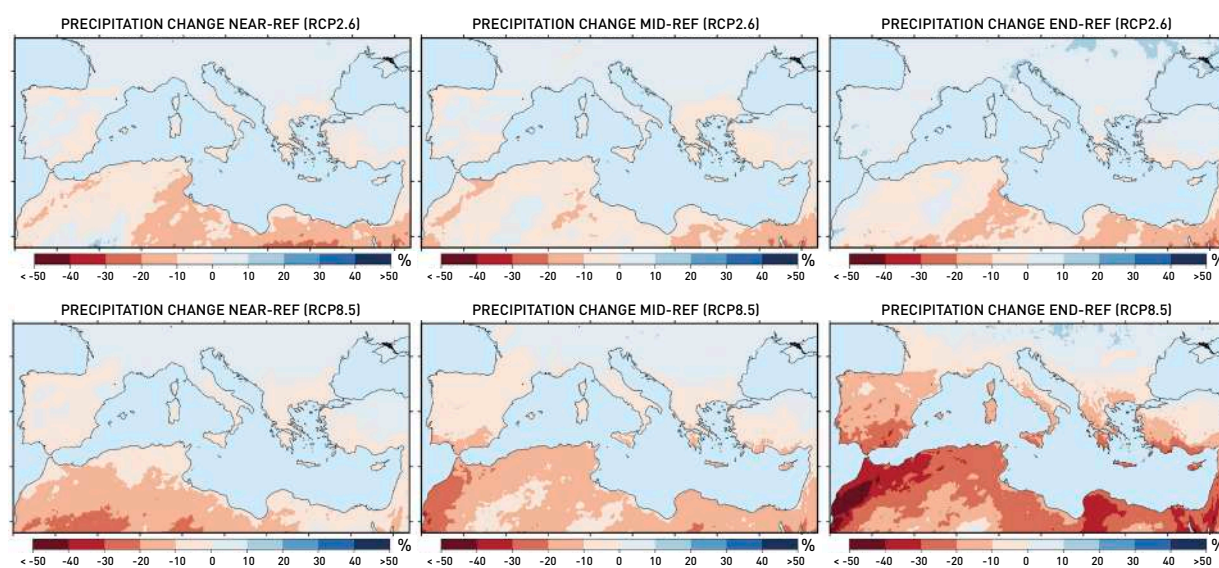 PRECIPITATION CHANGE NEAR-REF (RCP2.6)
PRECIPITATION CHANGE MID-REF (RCP2.6)
PRECIPITATION CHANGE END-REF (RCP2.6)
%
%
%
< -50 -40 -30 -20 -10 0 10 20 30 40 >50
< -50 -40 -30 -20 -10 0 10 20 30 40 >50
< -50 -40 -30 -20 -10 0 10 20 30 40 >50
PRECIPITATION CHANGE NEAR-REF (RCP8.5)
PRECIPITATION CHANGE MID-REF (RCP8.5)
PRECIPITATION CHANGE END-REF (RCP8.5)
%
%
%
< -50 -40 -30 -20 -10 0 10 20 30 40 >50
< -50 -40 -30 -20 -10 0 10 20 30 40 >50
< -50 -40 -30 -20 -10 0 10 20 30 40 >50